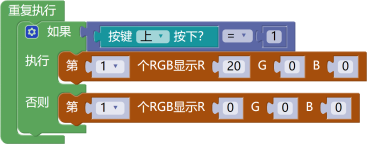 重复执行
如果 按键 上 按下? = 1
执行 第 1 个RGB显示R 20 G 0 B 0
否则 第 1 个RGB显示R 0 G 0 B 0